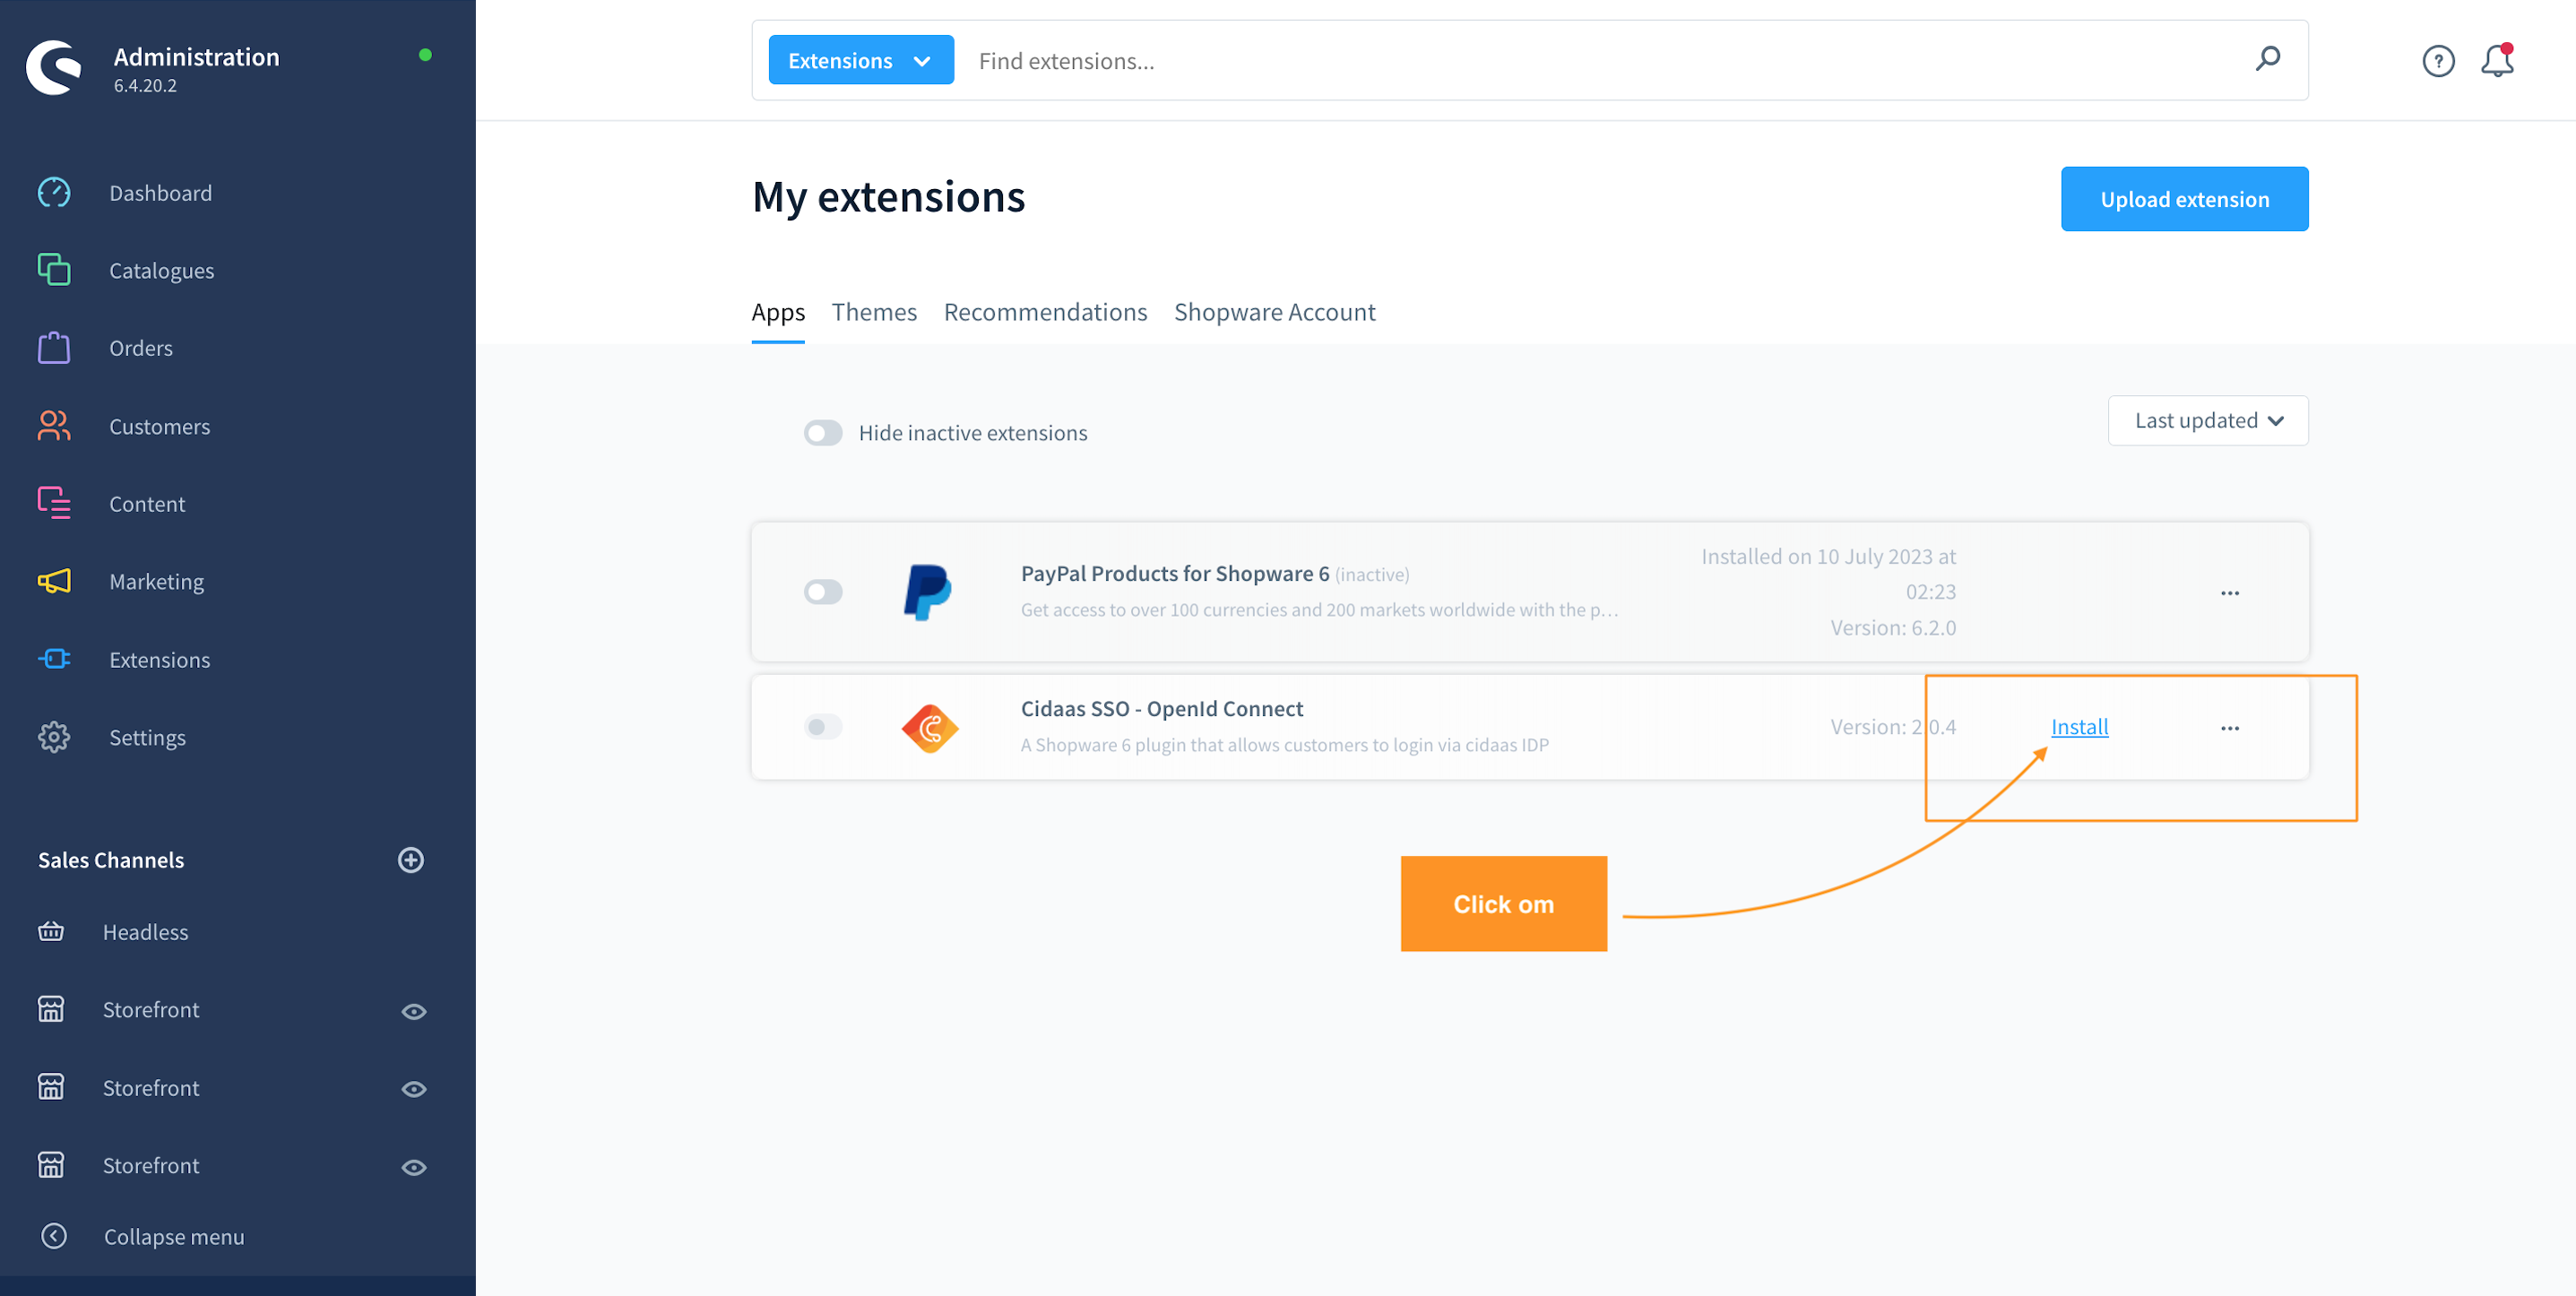 Administration
6.4.20.2
Dashboard
Catalogues
Orders
Customers
Content
Marketing
Extensions
Settings
Sales Channels
Headless
Storefront
Storefront
Storefront
Collapse menu
Extensions
Find extensions...
My extensions
Upload extension
Apps Themes Recommendations Shopware Account
Hide inactive extensions
Last updated
PayPal Products for Shopware 6 (inactive)
Get access to over 100 currencies and 200 markets worldwide with the p...
Installed on 10 July 2023 at
02:23
Version: 6.2.0
...
Cidaas SSO - OpenId Connect
A Shopware 6 plugin that allows customers to login via cidaas IDP
Version: 2.0.4
Install
...
Click om